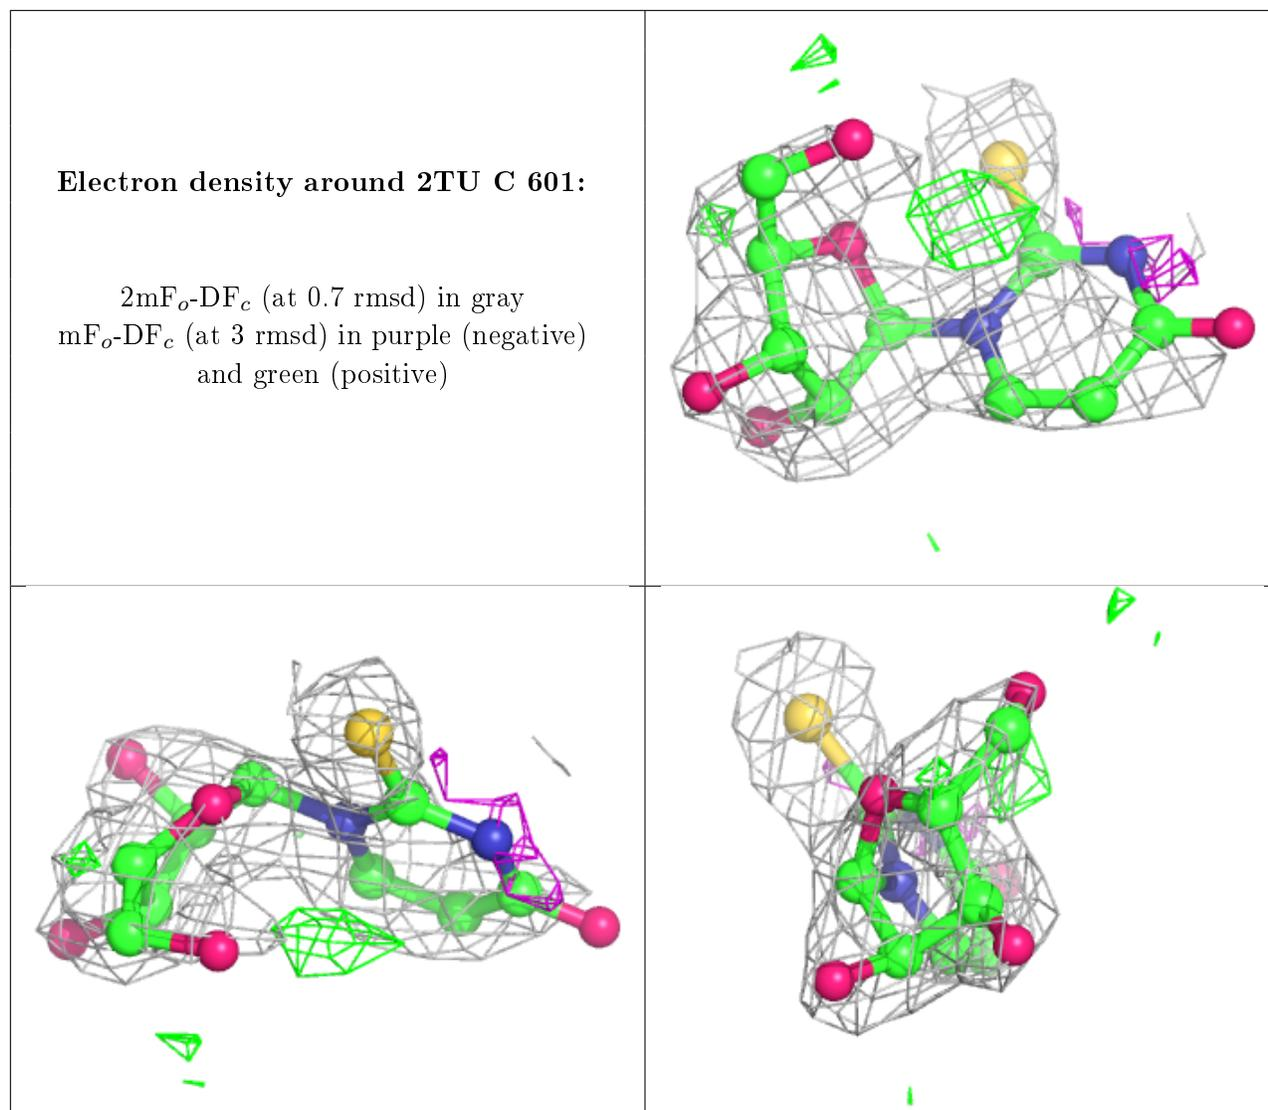 Electron density around 2TU C 601:
2mFo-DFc (at 0.7 rmsd) in gray
mFo-DFc (at 3 rmsd) in purple (negative)
and green (positive)